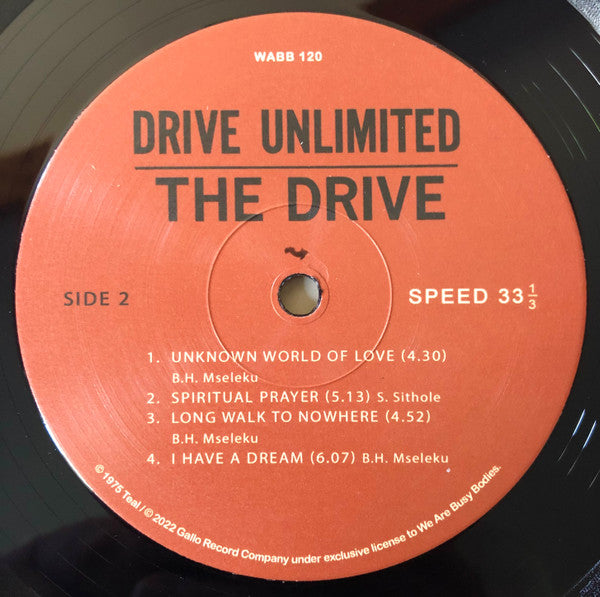 WABB 120
DRIVE UNLIMITED
THE DRIVE
SIDE 2
SPEED 33 1/3
1. UNKNOWN WORLD OF LOVE (4.30)
B.H. Mseleku
2. SPIRITUAL PRAYER (5.13) S. Sithole
3. LONG WALK TO NOWHERE (4.52)
B.H. Mseleku
4. I HAVE A DREAM (6.07) B.H. Mseleku
© 1975 Teal / © 2022 Gallo Record Company under exclusive license to We Are Busy Bodies.